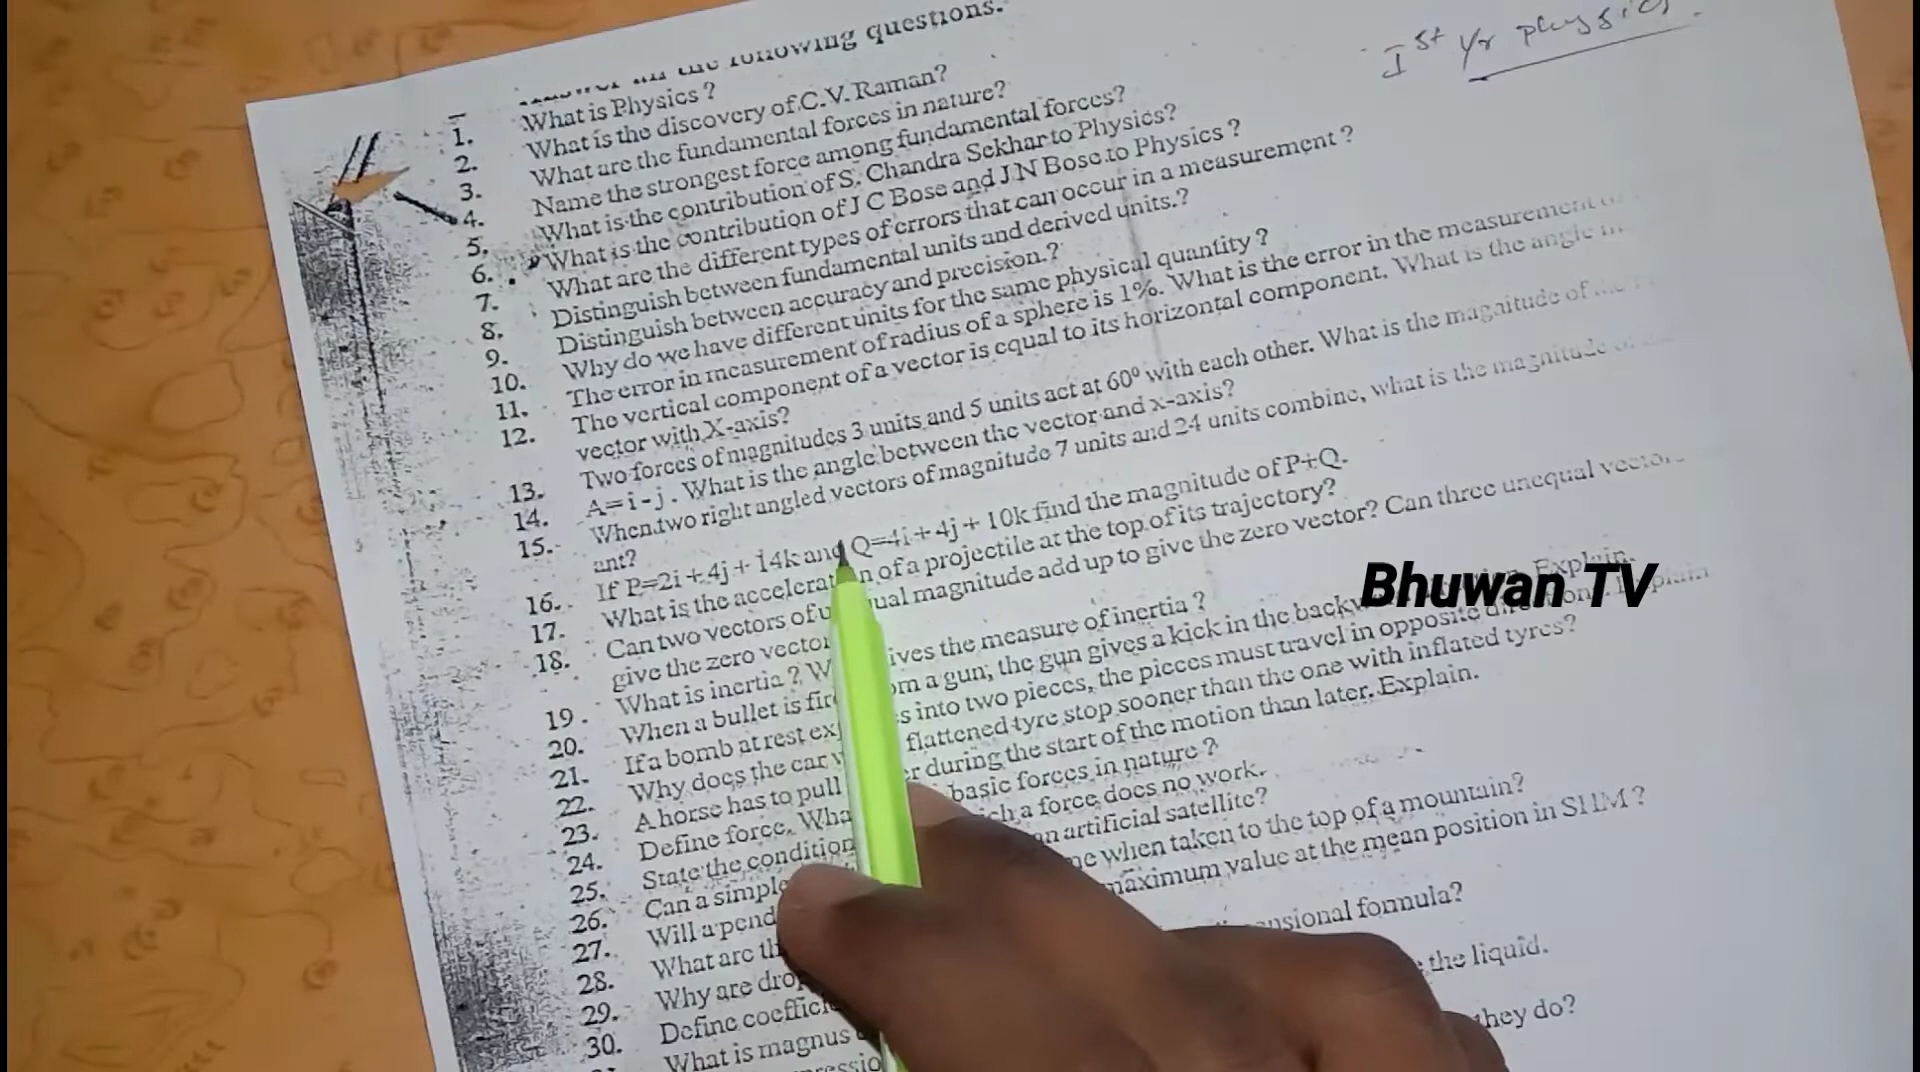 the following questions.
Ist Yr physics.
1. What is Physics ?
2. What is the discovery of C.V. Raman?
3. What are the fundamental forces in nature?
4. Name the strongest force among fundamental forces?
5. What is the contribution of S. Chandra Sekhar to Physics?
6. What is the contribution of J C Bose and J N Bose to Physics ?
7. What are the different types of errors that can occur in a measurement ?
8. Distinguish between fundamental units and derived units.?
9. Distinguish between accuracy and precision.?
10. Why do we have different units for the same physical quantity ?
11. The error in measurement of radius of a sphere is 1%. What is the error in the measurement
12. The vertical component of a vector is equal to its horizontal component. What is the angle
vector with X-axis?
13. Two forces of magnitudes 3 units and 5 units act at 60⁰ with each other. What is the magnitude of
14. A=i - j . What is the angle between the vector and x-axis?
15. When two right angled vectors of magnitude 7 units and 24 units combine, what is the magnitude
ant?
16. If P=2i + 4j + 14k and Q=4i + 4j + 10k find the magnitude of P+Q.
17. What is the of a projectile at the top of its trajectory?
18. Can two vectors of magnitude add up to give the zero vector? Can three unequal vectors
give the zero vector
19. What is inertia ? the measure of inertia ?
20. When a bullet is a gun, the gun gives a kick in the Explain.
21. If a bomb at rest into two pieces, the pieces must travel in opposite Explain
22. Why does the car flattened tyre stop sooner than the one with inflated tyres?
23. A horse has to pull during the start of the motion than later. Explain.
24. Define force. basic forces in nature ?
25. State the condition a force does no work.
26. Can a simple an artificial satellite?
27. Will a when taken to the top of a mountain?
28. What are maximum value at the mean position in SHM ?
29. Why are
30. Define formula?
What is magnus the liquid.
they do?
Bhuwan TV